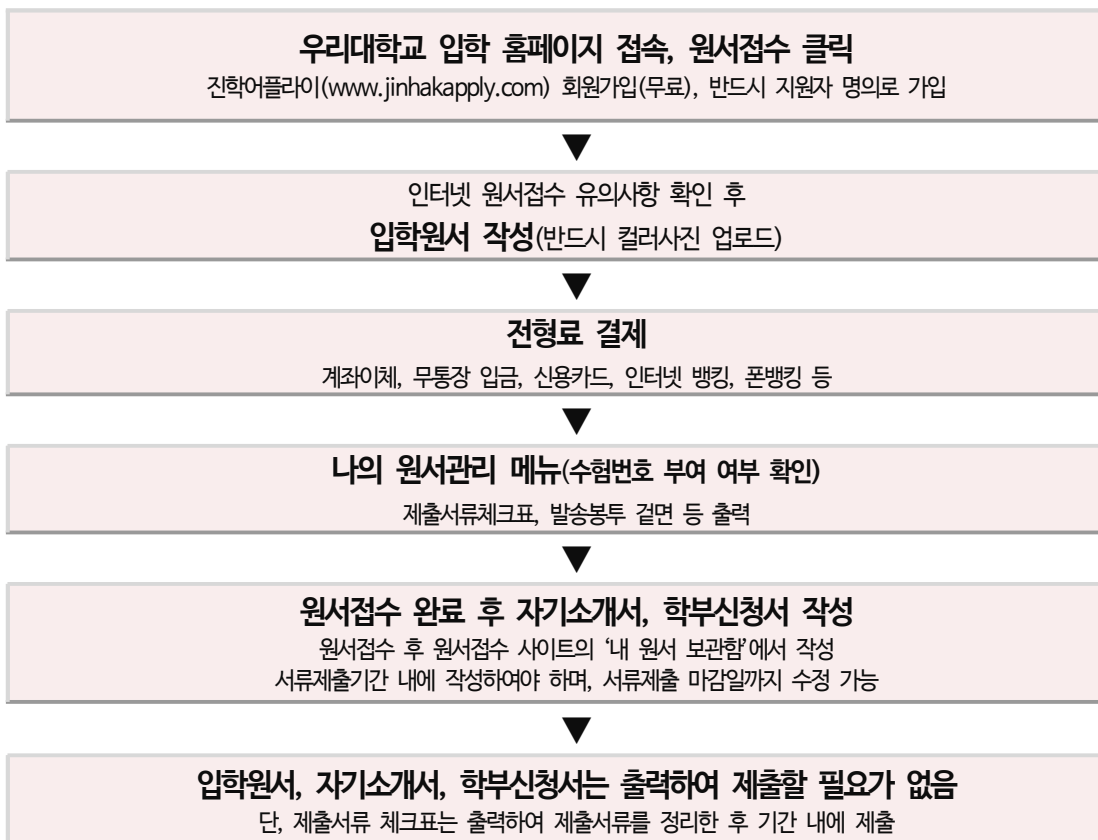 우리대학교 입학 홈페이지 접속, 원서접수 클릭
진학어플라이(www.jinhakapply.com) 회원가입(무료), 반드시 지원자 명의로 가입
▼
인터넷 원서접수 유의사항 확인 후
입학원서 작성(반드시 컬러사진 업로드)
▼
전형료 결제
계좌이체, 무통장 입금, 신용카드, 인터넷 뱅킹, 폰뱅킹 등
▼
나의 원서관리 메뉴(수험번호 부여 여부 확인)
제출서류체크표, 발송봉투 겉면 등 출력
▼
원서접수 완료 후 자기소개서, 학부신청서 작성
원서접수 후 원서접수 사이트의 ‘내 원서 보관함’에서 작성
서류제출기간 내에 작성하여야 하며, 서류제출 마감일까지 수정 가능
▼
입학원서, 자기소개서, 학부신청서는 출력하여 제출할 필요가 없음
단, 제출서류 체크표는 출력하여 제출서류를 정리한 후 기간 내에 제출